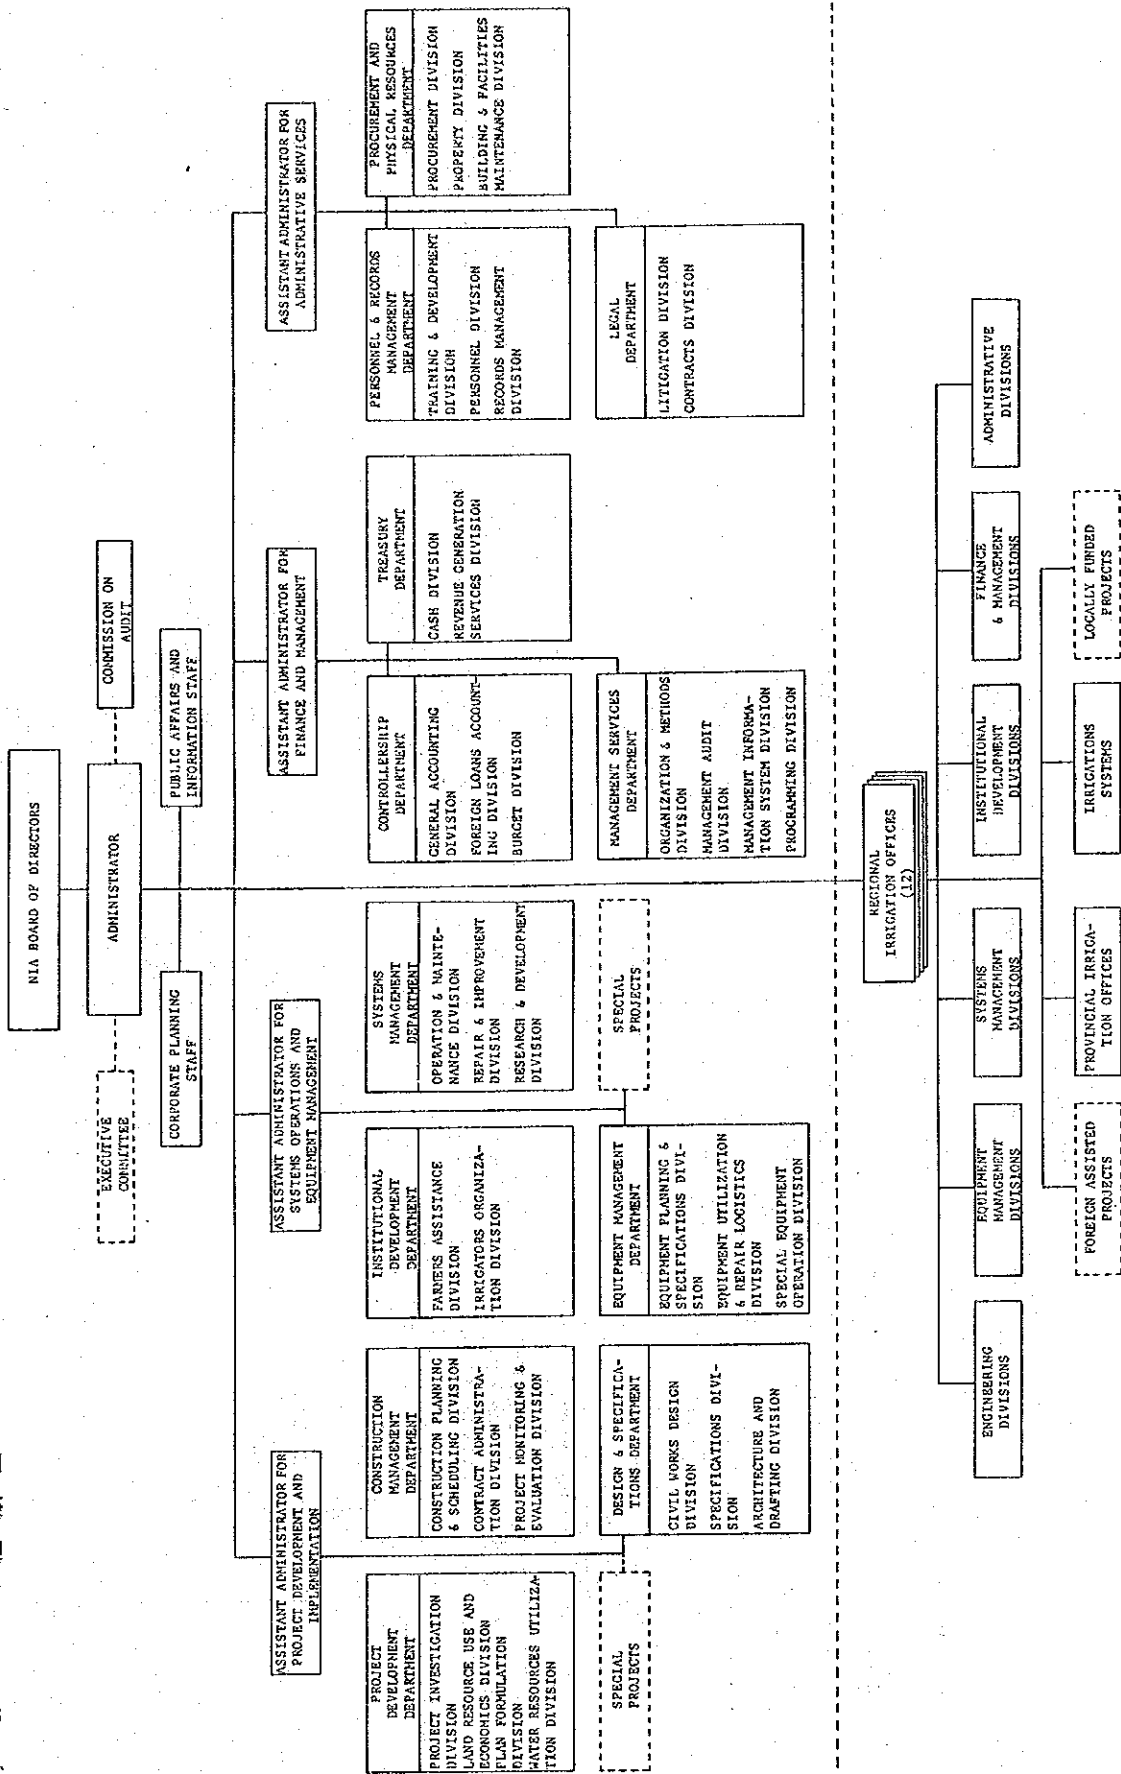 NIA BOARD OF DIRECTORS
ADMINISTRATOR
COMMISSION ON
AUDIT
EXECUTIVE
COMMITTEE
CORPORATE PLANNING
STAFF
PUBLIC AFFAIRS AND
INFORMATION STAFF
ASSISTANT ADMINISTRATOR FOR
PROJECT DEVELOPMENT AND
IMPLEMENTATION
ASSISTANT ADMINISTRATOR FOR
SYSTEMS OPERATIONS AND
EQUIPMENT MANAGEMENT
ASSISTANT ADMINISTRATOR FOR
FINANCE AND MANAGEMENT
ASSISTANT ADMINISTRATOR FOR
ADMINISTRATIVE SERVICES
PROJECT
DEVELOPMENT
DEPARTMENT
PROJECT INVESTIGATION
DIVISION
LAND RESOURCE USE AND
ECONOMICS DIVISION
PLAN FORMULATION
DIVISION
WATER RESOURCES UTILIZA-
TION DIVISION
CONSTRUCTION
MANAGEMENT
DEPARTMENT
CONSTRUCTION PLANNING
& SCHEDULING DIVISION
CONTRACT ADMINISTRA-
TION DIVISION
PROJECT MONITORING &
EVALUATION DIVISION
INSTITUTIONAL
DEVELOPMENT
DEPARTMENT
FARMERS ASSISTANCE
DIVISION
IRRIGATORS ORGANIZA-
TION DIVISION
SYSTEMS
MANAGEMENT
DEPARTMENT
OPERATION & MAINTE-
NANCE DIVISION
REPAIR & IMPROVEMENT
DIVISION
RESEARCH & DEVELOPMENT
DIVISION
CONTROLLERSHIP
DEPARTMENT
GENERAL ACCOUNTING
DIVISION
FOREIGN LOANS ACCOUNT-
ING DIVISION
BURGET DIVISION
TREASURY
DEPARTMENT
CASH DIVISION
REVENUE GENERATION
SERVICES DIVISION
PERSONNEL & RECORDS
MANAGEMENT
DEPARTMENT
TRAINING & DEVELOPMENT
DIVISION
PERSONNEL DIVISION
RECORDS MANAGEMENT
DIVISION
PROCUREMENT AND
PHYSICAL RESOURCES
DEPARTMENT
PROCUREMENT DIVISION
PROPERTY DIVISION
BUILDING & FACILITIES
MAINTENANCE DIVISION
SPECIAL
PROJECTS
DESIGN & SPECIFICA-
TIONS DEPARTMENT
CIVIL WORKS DESIGN
DIVISION
SPECIFICATIONS DIVI-
SION
ARCHITECTURE AND
DRAFTING DIVISION
EQUIPMENT MANAGEMENT
DEPARTMENT
EQUIPMENT PLANNING &
SPECIFICATIONS DIVI-
SION
EQUIPMENT UTILIZATION
& REPAIR LOGISTICS
DIVISION
SPECIAL EQUIPMENT
OPERATION DIVISION
SPECIAL
PROJECTS
MANAGEMENT SERVICES
DEPARTMENT
ORGANIZATION & METHODS
DIVISION
MANAGEMENT AUDIT
DIVISION
MANAGEMENT INFORMA-
TION SYSTEM DIVISION
PROGRAMMING DIVISION
LEGAL
DEPARTMENT
LITIGATION DIVISION
CONTRACTS DIVISION
REGIONAL
IRRIGATION OFFICES
(12)
ENGINEERING
DIVISIONS
EQUIPMENT
MANAGEMENT
DIVISIONS
SYSTEMS
MANAGEMENT
DIVISIONS
INSTITUTIONAL
DEVELOPMENT
DIVISIONS
FINANCE
& MANAGEMENT
DIVISIONS
ADMINISTRATIVE
DIVISIONS
FOREIGN ASSISTED
PROJECTS
PROVINCIAL IRRIGA-
TION OFFICES
IRRIGATIONS
SYSTEMS
LOCALLY FUNDED
PROJECTS